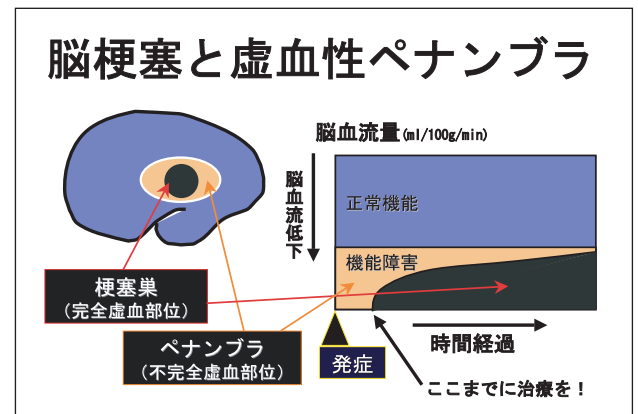 脳梗塞と虚血性ペナンブラ
脳血流量(ml/100g/min)
脳血流低下
正常機能
機能障害
梗塞巣
(完全虚血部位)
ペナンブラ
(不完全虚血部位)
発症
時間経過
ここまでに治療を!